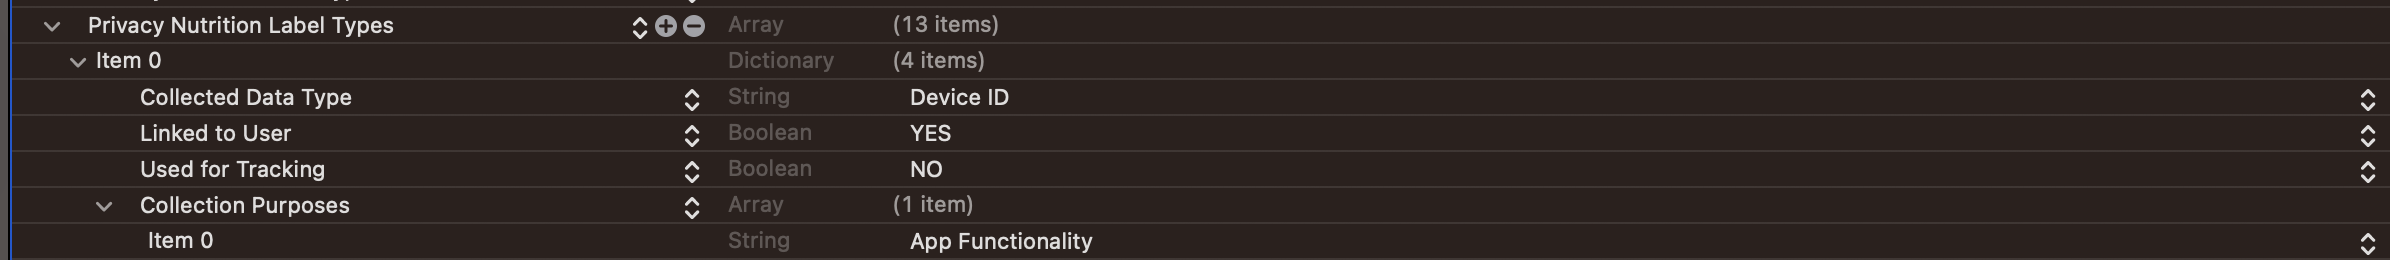 Privacy Nutrition Label Types Array (13 items)
Item 0 Dictionary (4 items)
Collected Data Type String Device ID
Linked to User Boolean YES
Used for Tracking Boolean NO
Collection Purposes Array (1 item)
Item 0 String App Functionality